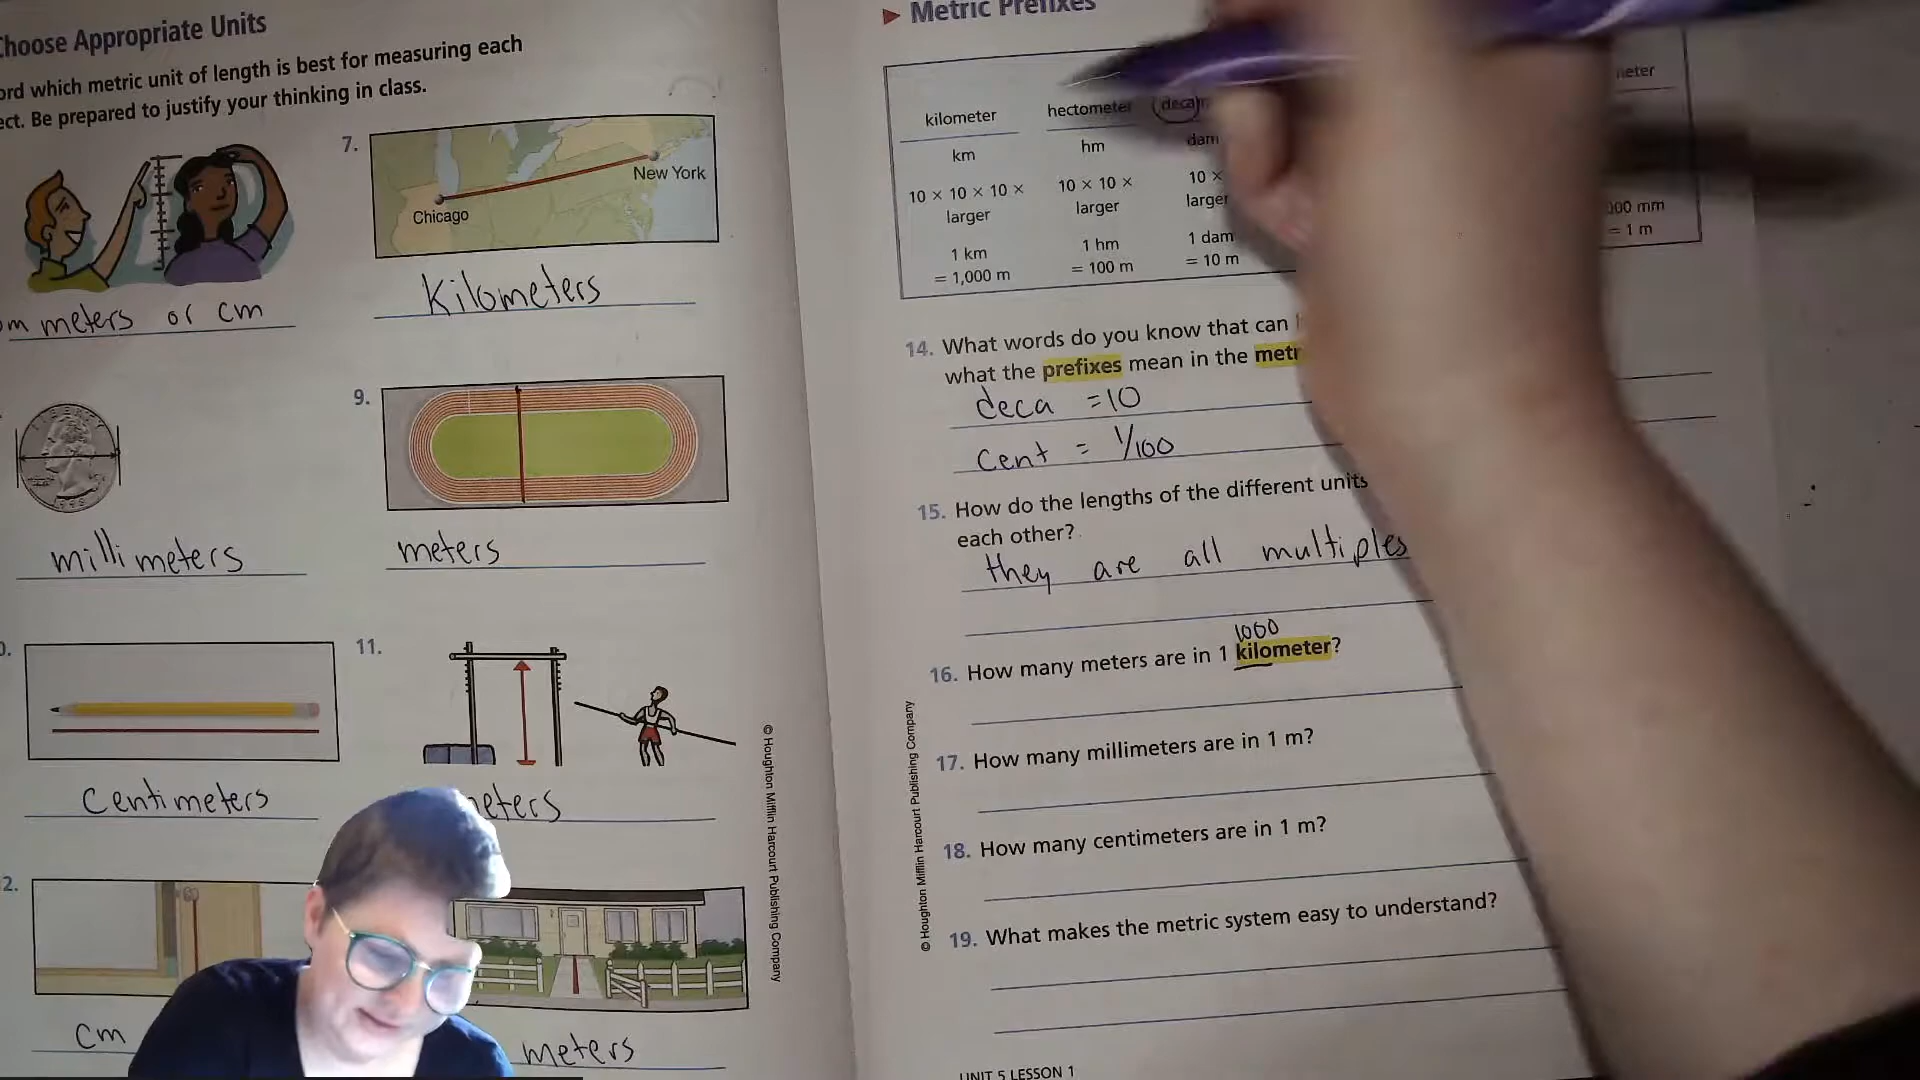 Choose Appropriate Units
ord which metric unit of length is best for measuring each
ect. Be prepared to justify your thinking in class.
7.
New York
Chicago
Kilometers
meters or cm
LIBERTY
1998
9.
millimeters
meters
11.
Centimeters
meters
2.
cm
meters
© Houghton Mifflin Harcourt Publishing Company
Metric Prefixes
kilometer
hectometer
deca
meter
km
hm
dam
10 × 10 × 10 ×
10 × 10 ×
10 ×
larger
larger
larger
1 km
1 hm
1 dam
000 mm
= 1,000 m
= 100 m
= 10 m
= 1 m
14. What words do you know that can
what the prefixes mean in the metr
deca = 10
cent = 1/100
15. How do the lengths of the different units
each other?
they are all multiples
1000
16. How many meters are in 1 kilometer?
17. How many millimeters are in 1 m?
18. How many centimeters are in 1 m?
19. What makes the metric system easy to understand?
© Houghton Mifflin Harcourt Publishing Company
UNIT 5 LESSON 1